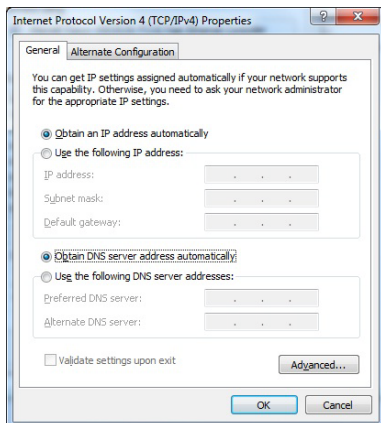 Internet Protocol Version 4 (TCP/IPv4) Properties
General
Alternate Configuration
You can get IP settings assigned automatically if your network supports
this capability. Otherwise, you need to ask your network administrator
for the appropriate IP settings.
Obtain an IP address automatically
Use the following IP address:
IP address:
Subnet mask:
Default gateway:
Obtain DNS server address automatically
Use the following DNS server addresses:
Preferred DNS server:
Alternate DNS server:
Validate settings upon exit
Advanced...
OK
Cancel